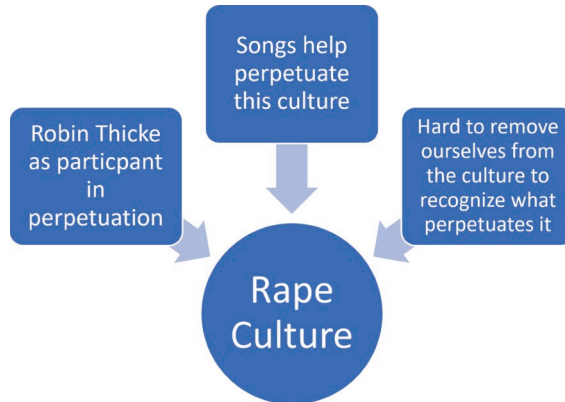 Songs help
perpetuate
this culture
Robin Thicke
as particpant
in
perpetuation
Hard to remove
ourselves from
the culture to
recognize what
perpetuates it
Rape
Culture